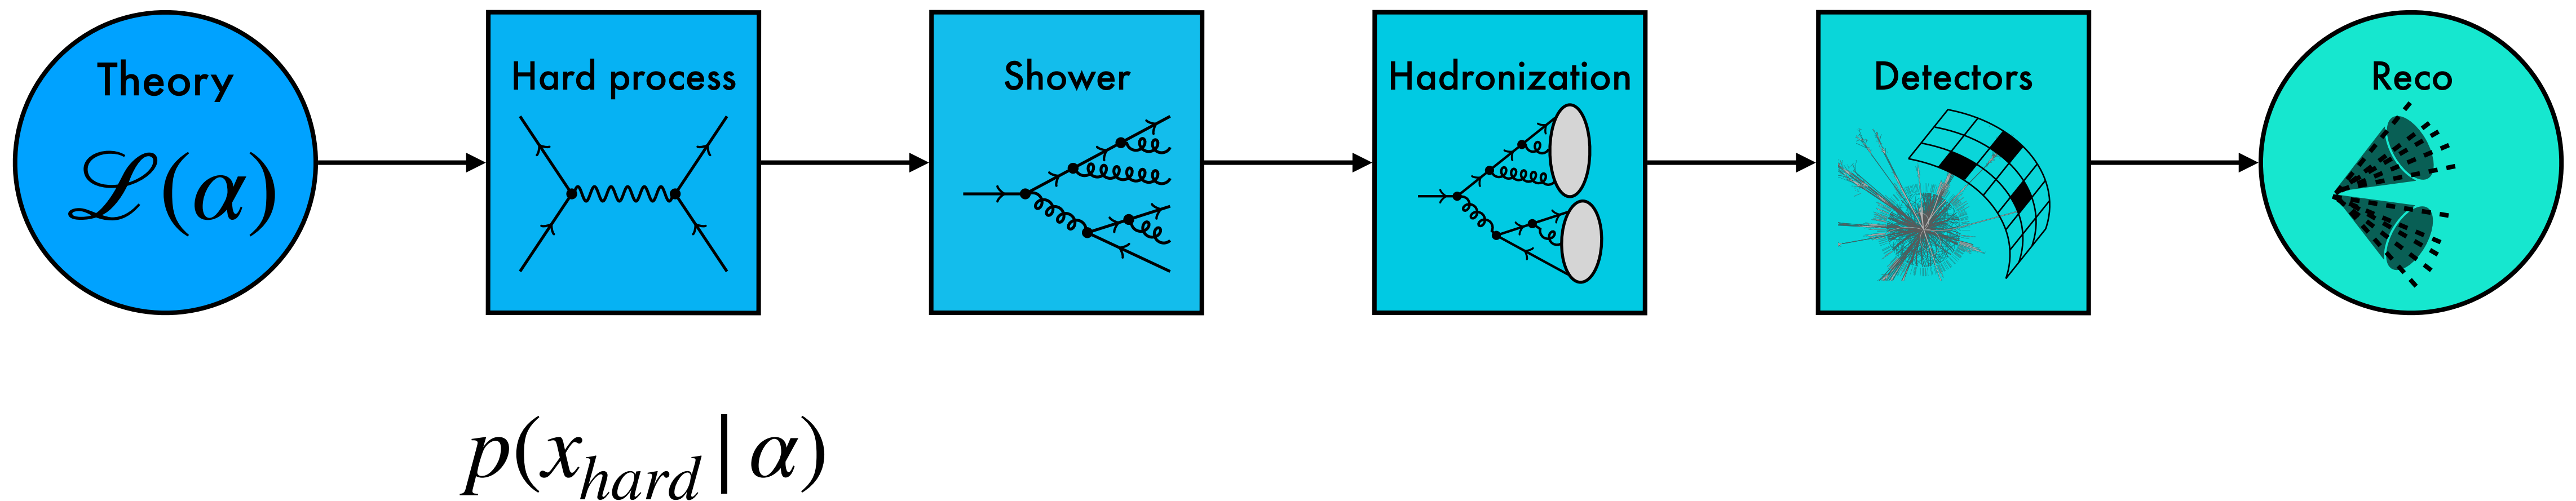 Theory
ℒ(α)
Hard process
Shower
Hadronization
Detectors
Reco
p(x_hard | α)